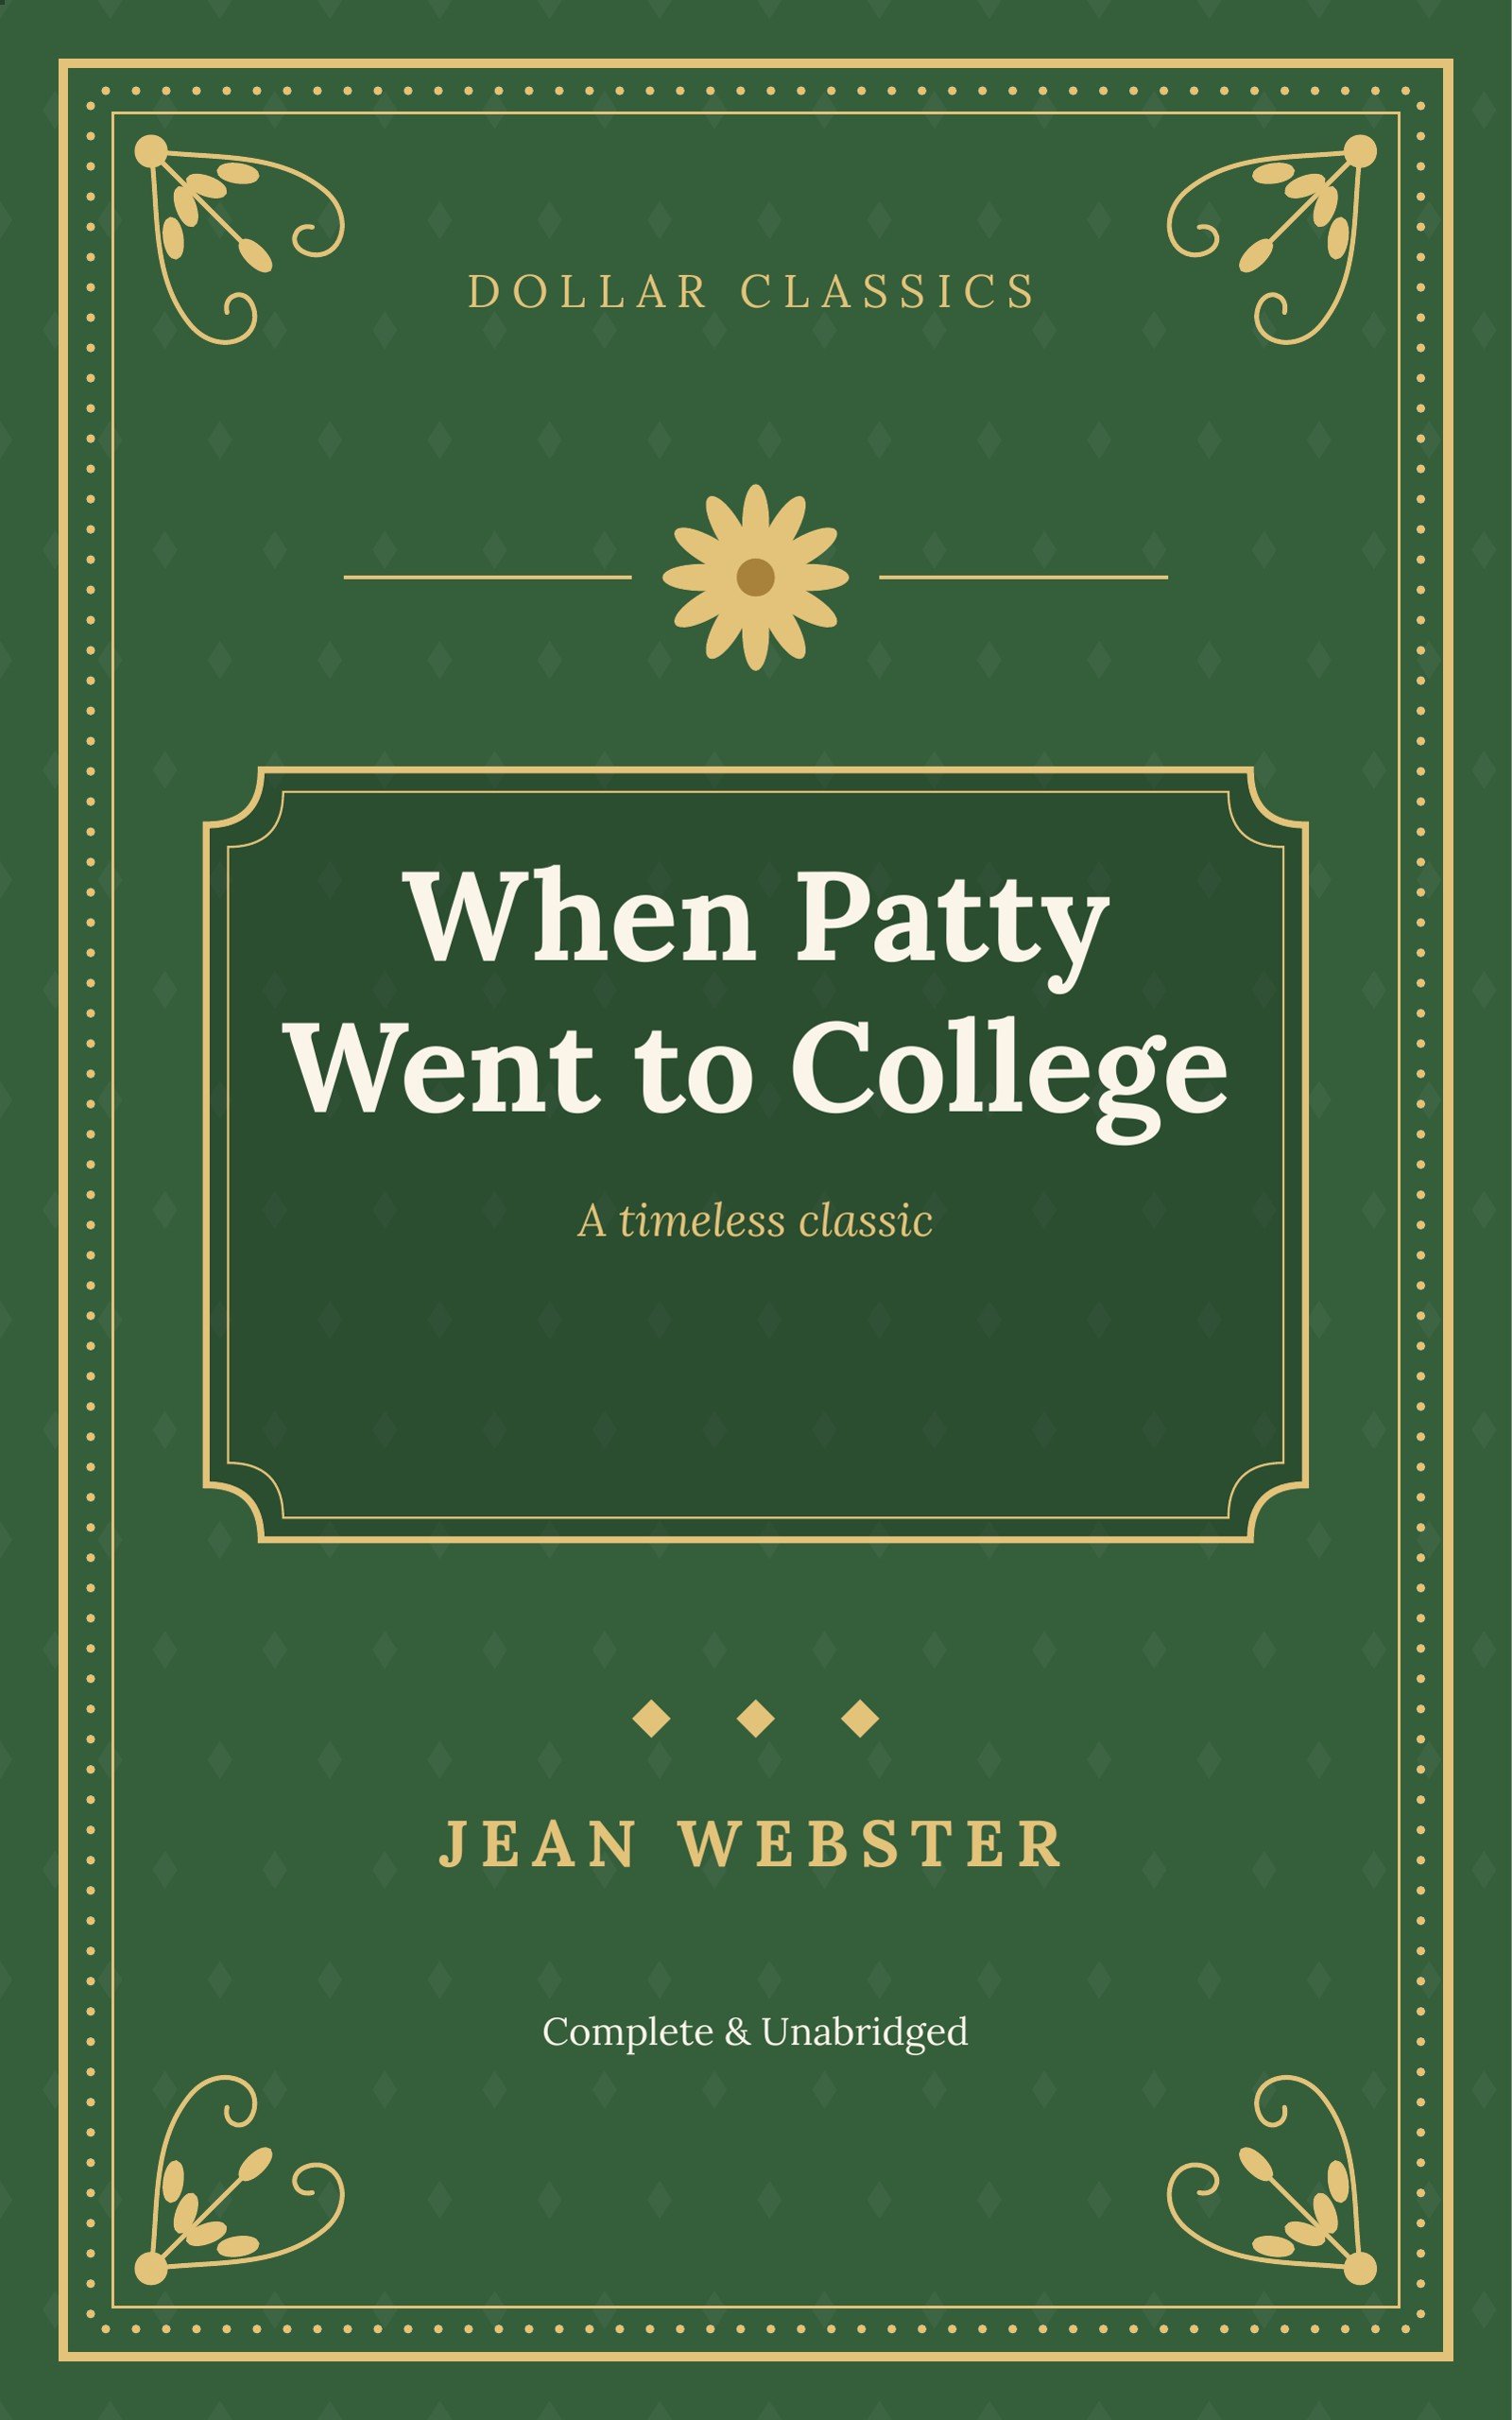 DOLLAR CLASSICS
When Patty
Went to College
A timeless classic
JEAN WEBSTER
Complete & Unabridged